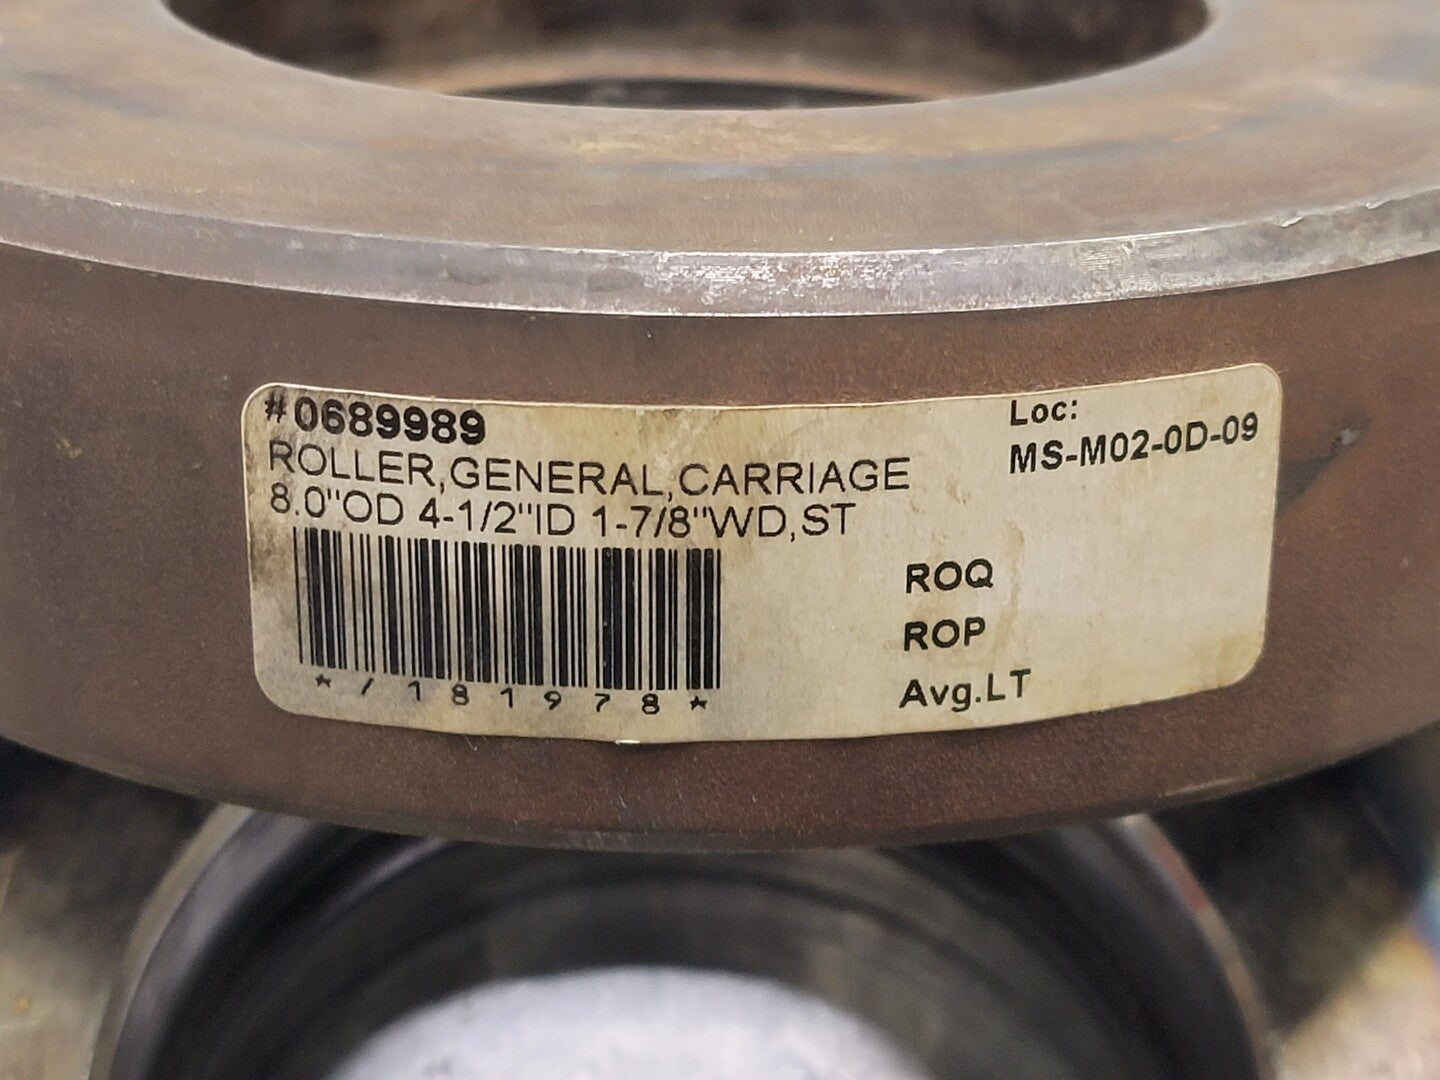 #0689989
ROLLER,GENERAL,CARRIAGE
8.0"OD 4-1/2"ID 1-7/8"WD,ST
Loc:
MS-M02-0D-09
*/181978*
ROQ
ROP
Avg.LT